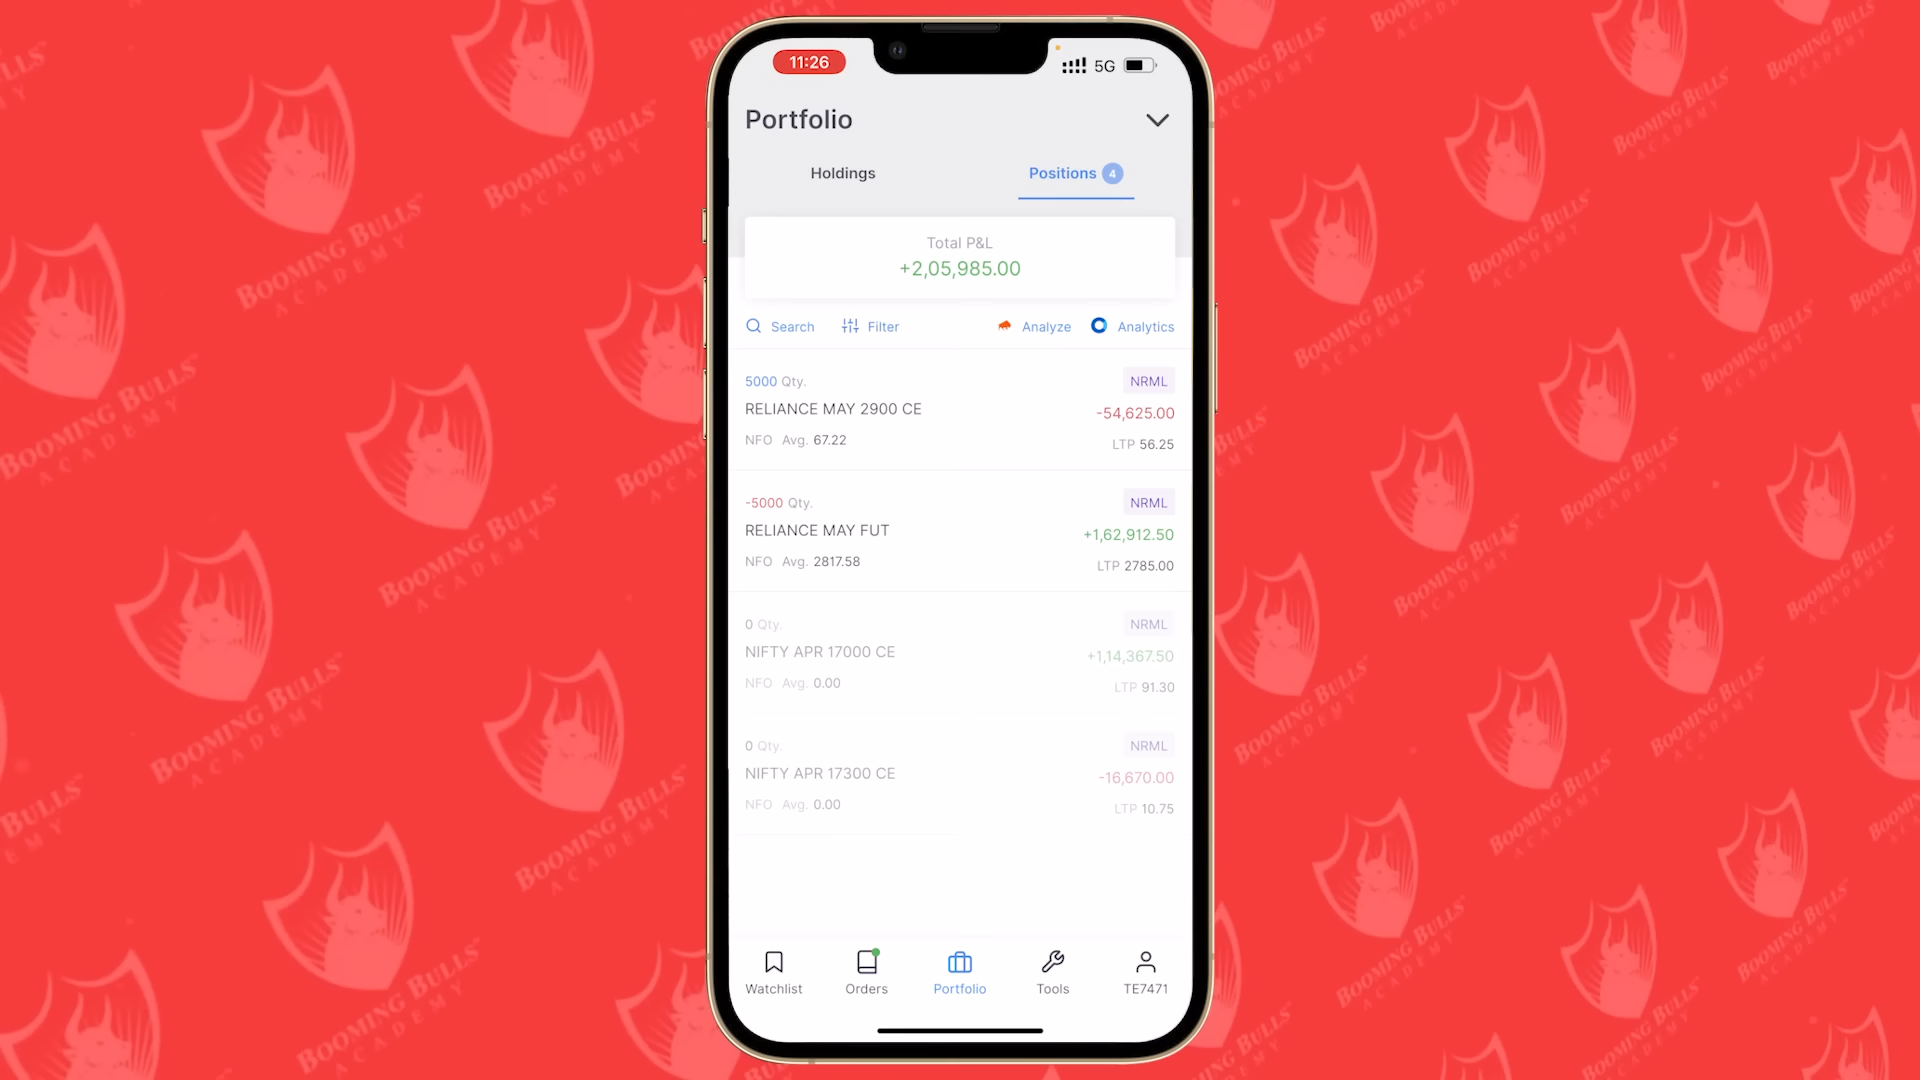 11:26
5G
Portfolio
Holdings
Positions 4
Total P&L
+2,05,985.00
Search
Filter
Analyze
Analytics
5000 Qty.
NRML
RELIANCE MAY 2900 CE
-54,625.00
NFO Avg. 67.22
LTP 56.25
-5000 Qty.
NRML
RELIANCE MAY FUT
+1,62,912.50
NFO Avg. 2817.58
LTP 2785.00
0 Qty.
NRML
NIFTY APR 17000 CE
+1,14,367.50
NFO Avg. 0.00
LTP 91.30
0 Qty.
NRML
NIFTY APR 17300 CE
-16,670.00
NFO Avg. 0.00
LTP 10.75
Watchlist
Orders
Portfolio
Tools
TE7471
BOOMING BULLS
ACADEMY